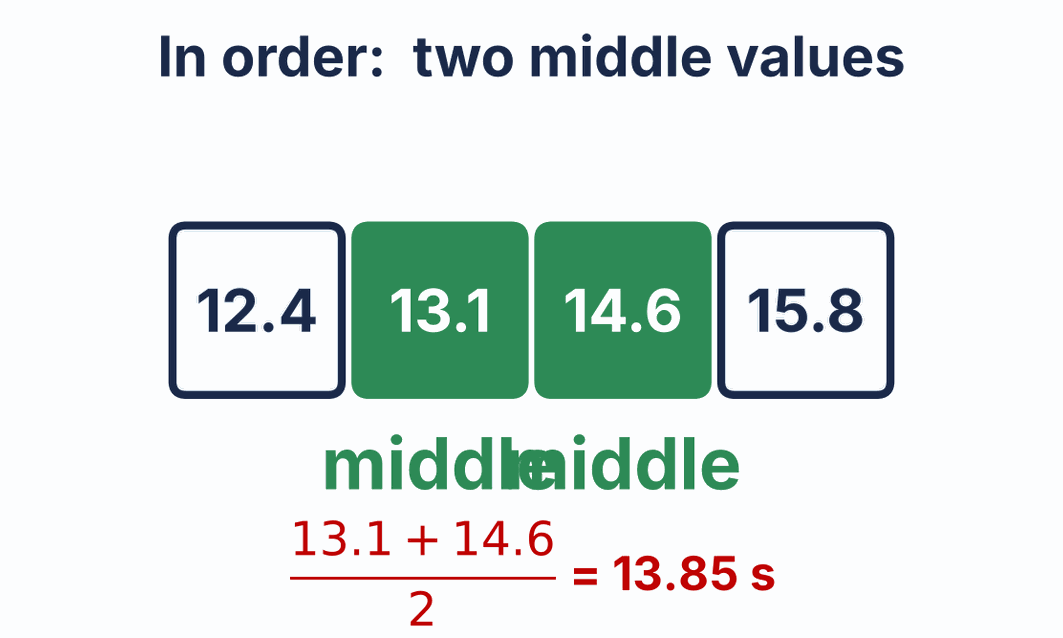 In order: two middle values
12.4 13.1 14.6 15.8
middle middle
13.1 + 14.6
2
= 13.85 s